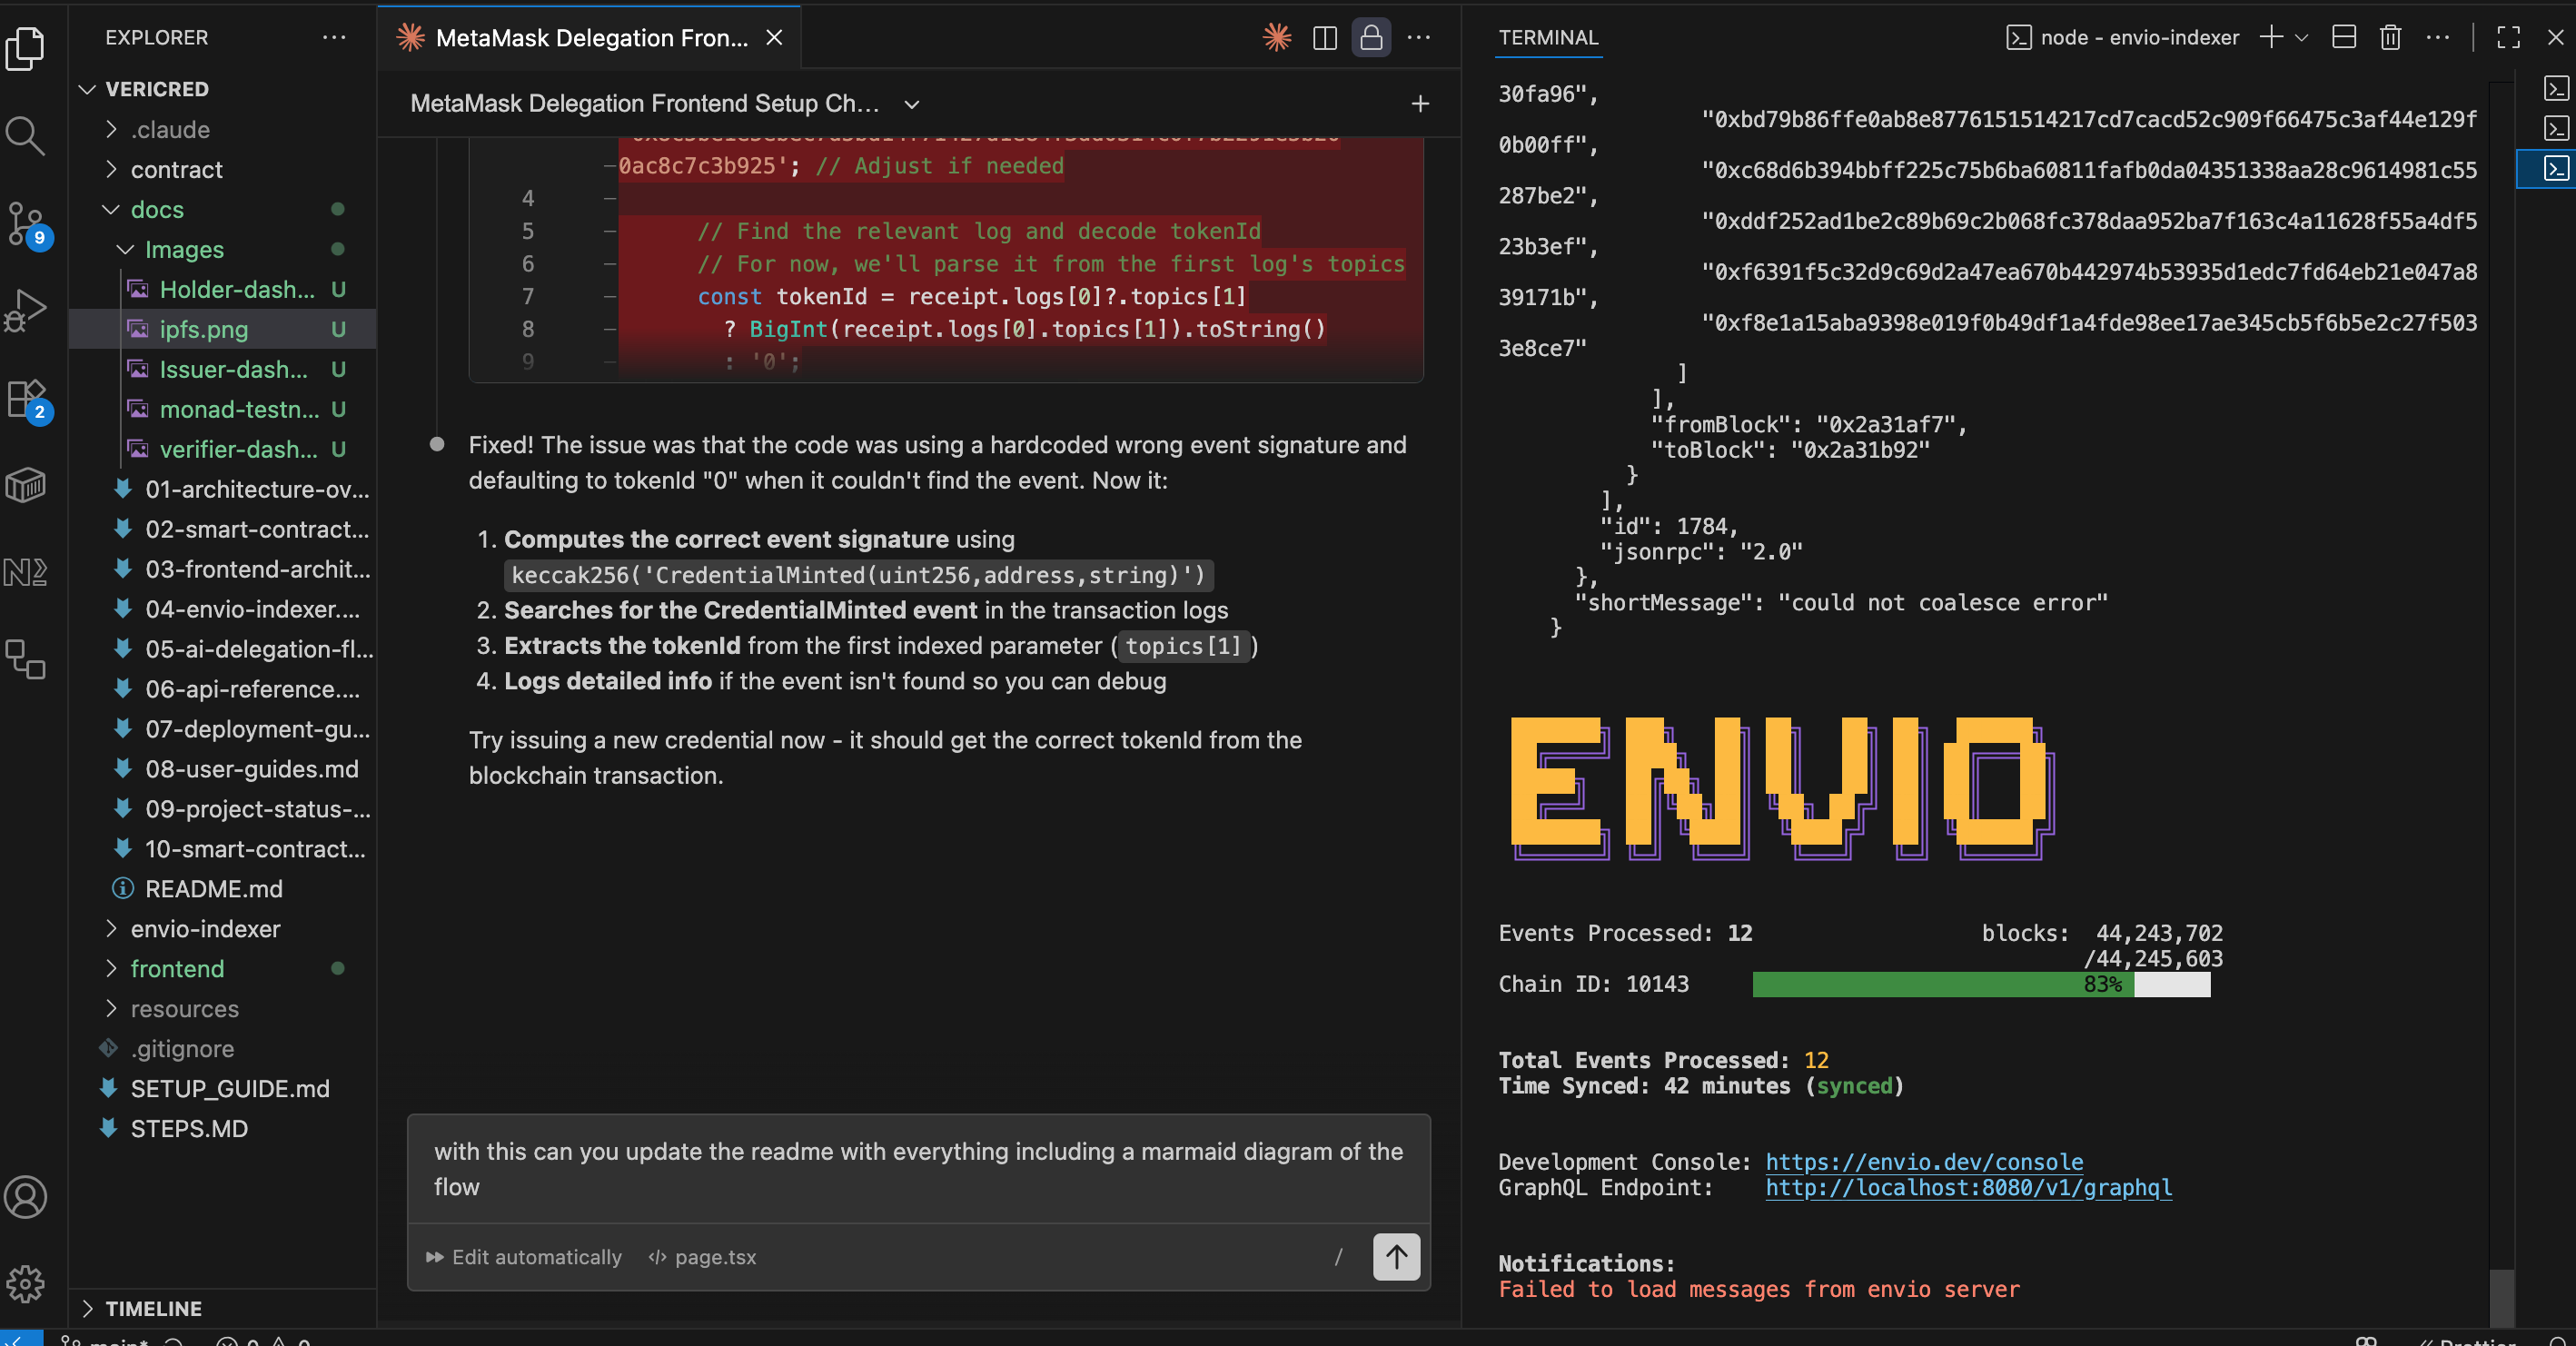 EXPLORER
VERICRED
.claude
contract
docs
Images
Holder-dash... U
ipfs.png U
Issuer-dash... U
monad-testn... U
verifier-dash... U
01-architecture-ov...
02-smart-contract...
03-frontend-archit...
04-envio-indexer....
05-ai-delegation-fl...
06-api-reference....
07-deployment-gu...
08-user-guides.md
09-project-status-...
10-smart-contract...
README.md
envio-indexer
frontend
resources
.gitignore
SETUP_GUIDE.md
STEPS.MD
TIMELINE
9
2
MetaMask Delegation Fron...
MetaMask Delegation Frontend Setup Ch...
0ac8c7c3b925'; // Adjust if needed
4 –
5 – // Find the relevant log and decode tokenId
6 – // For now, we'll parse it from the first log's topics
7 – const tokenId = receipt.logs[0]?.topics[1]
8 – ? BigInt(receipt.logs[0].topics[1]).toString()
9 – : '0';
Fixed! The issue was that the code was using a hardcoded wrong event signature and
defaulting to tokenId "0" when it couldn't find the event. Now it:
1. Computes the correct event signature using
keccak256('CredentialMinted(uint256,address,string)')
2. Searches for the CredentialMinted event in the transaction logs
3. Extracts the tokenId from the first indexed parameter ( topics[1] )
4. Logs detailed info if the event isn't found so you can debug
Try issuing a new credential now - it should get the correct tokenId from the
blockchain transaction.
with this can you update the readme with everything including a marmaid diagram of the
flow
Edit automatically </> page.tsx /
TERMINAL
node - envio-indexer
30fa96",
"0xbd79b86ffe0ab8e8776151514217cd7cacd52c909f66475c3af44e129f
0b00ff",
"0xc68d6b394bbff225c75b6ba60811fafb0da04351338aa28c9614981c55
287be2",
"0xddf252ad1be2c89b69c2b068fc378daa952ba7f163c4a11628f55a4df5
23b3ef",
"0xf6391f5c32d9c69d2a47ea670b442974b53935d1edc7fd64eb21e047a8
39171b",
"0xf8e1a15aba9398e019f0b49df1a4fde98ee17ae345cb5f6b5e2c27f503
3e8ce7"
]
],
"fromBlock": "0x2a31af7",
"toBlock": "0x2a31b92"
}
],
"id": 1784,
"jsonrpc": "2.0"
},
"shortMessage": "could not coalesce error"
}
ENVIO
Events Processed: 12 blocks: 44,243,702
/44,245,603
Chain ID: 10143 83%
Total Events Processed: 12
Time Synced: 42 minutes (synced)
Development Console: https://envio.dev/console
GraphQL Endpoint: http://localhost:8080/v1/graphql
Notifications:
Failed to load messages from envio server